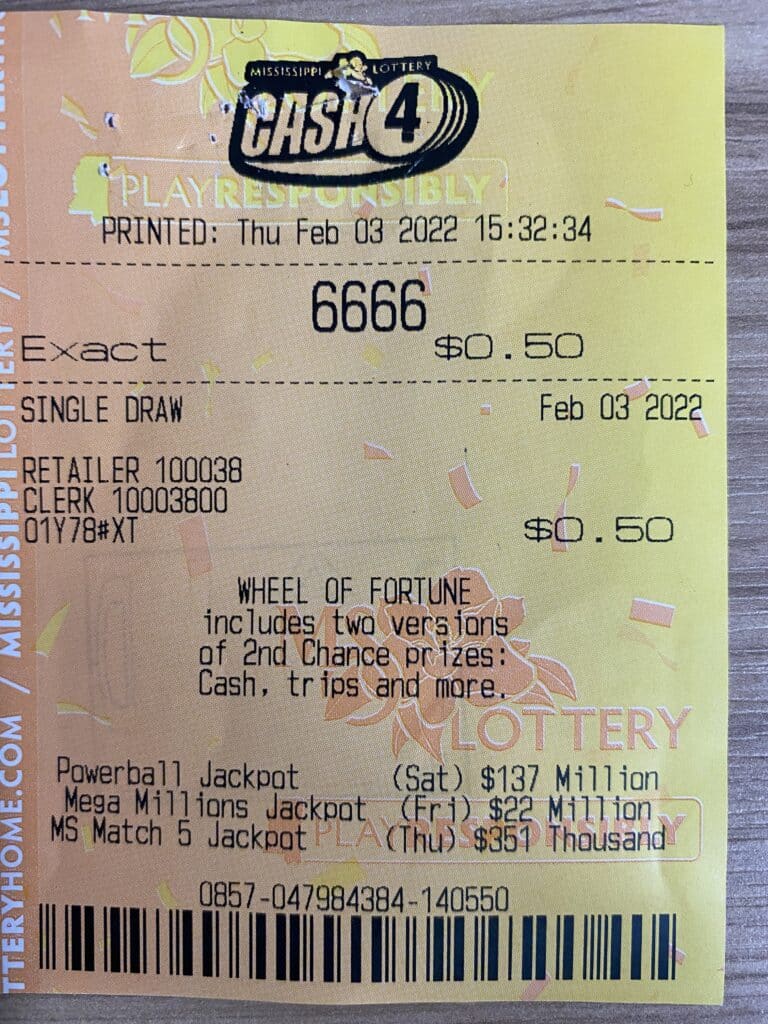 MISSISSIPPI LOTTERY
CASH 4
PLAYRESPONSIBLY
PRINTED: Thu Feb 03 2022 15:32:34
6666
Exact $0.50
SINGLE DRAW Feb 03 2022
RETAILER 100038
CLERK 10003800
01Y78#XT $0.50
WHEEL OF FORTUNE
includes two versions
of 2nd Chance prizes:
Cash, trips and more.
MS LOTTERY
Powerball Jackpot (Sat) $137 Million
Mega Millions Jackpot (Fri) $22 Million
MS Match 5 Jackpot (Thu) $351 Thousand
PLAYRESPONSIBLY
0857-047984384-140550
TTERYHOME.COM / MISSISSIPPI LOTTERY / MSLOTTERYH